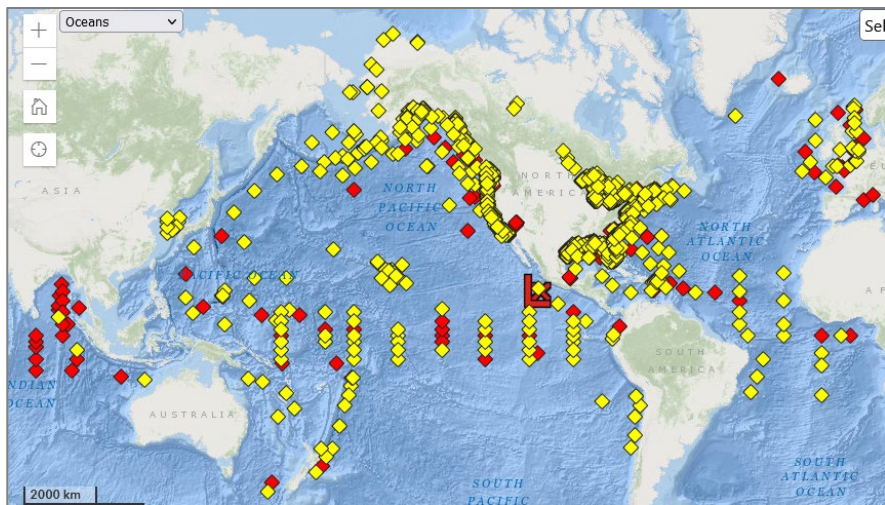 +
Oceans
Sel
−
ASIA
NORTH
AMERICA
NORTH
PACIFIC
OCEAN
NORTH
ATLANTIC
OCEAN
PACIFIC OCEAN
A F
SOUTH
AMERICA
NDIAN
OCEAN
AUSTRALIA
SOUTH
PACIFIC
SOUTH
ATLANTIC
OCEAN
2000 km